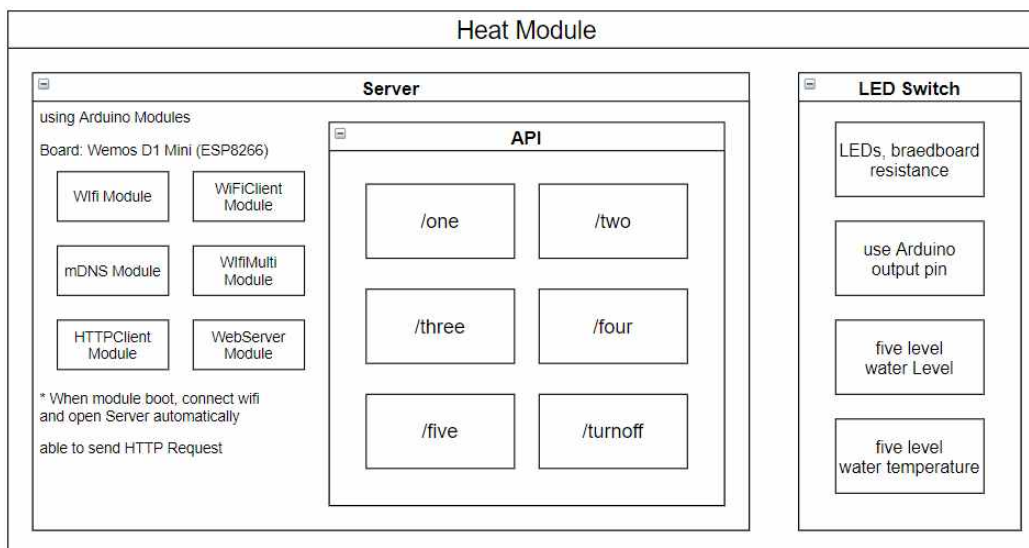 Heat Module
Server
using Arduino Modules
Board: Wemos D1 Mini (ESP8266)
WIfi Module
WiFiClient
Module
mDNS Module
WIfiMulti
Module
HTTPClient
Module
WebServer
Module
* When module boot, connect wifi
and open Server automatically
able to send HTTP Request
API
/one
/two
/three
/four
/five
/turnoff
LED Switch
LEDs, braedboard
resistance
use Arduino
output pin
five level
water Level
five level
water temperature